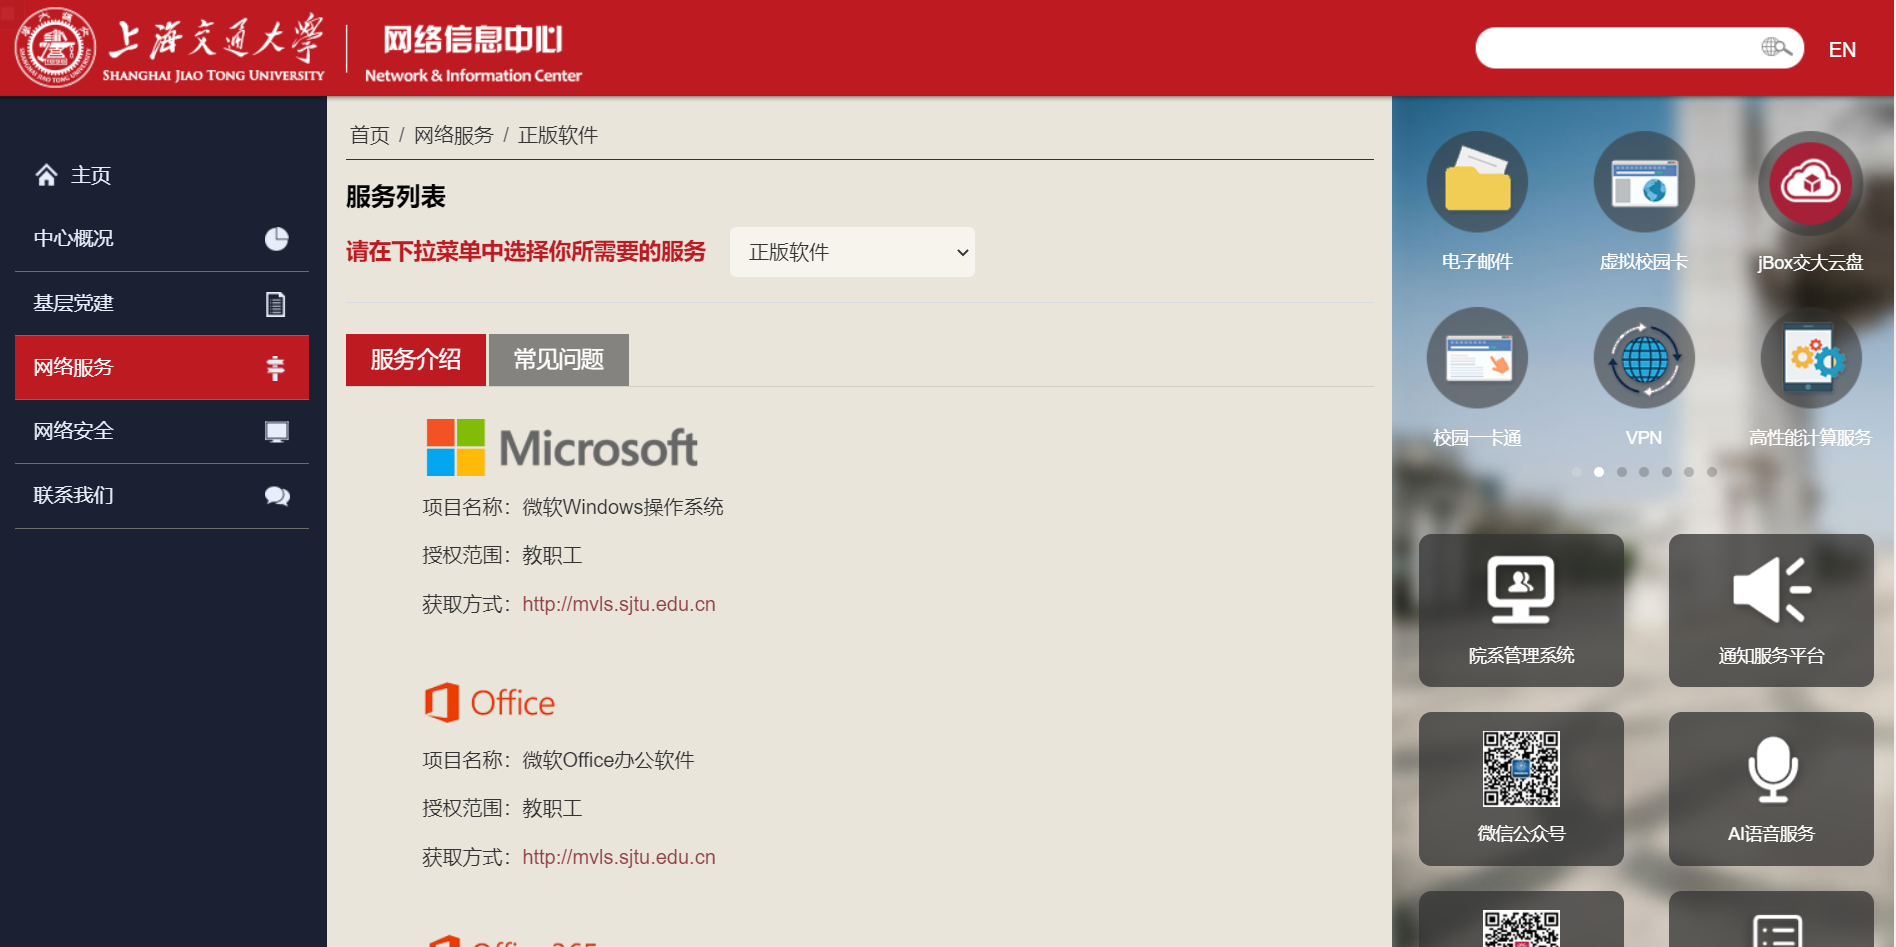 上海交通大学
SHANGHAI JIAO TONG UNIVERSITY
网络信息中心
Network & Information Center
EN
主页
中心概况
基层党建
网络服务
网络安全
联系我们
首页 / 网络服务 / 正版软件
服务列表
请在下拉菜单中选择你所需要的服务
正版软件
服务介绍
常见问题
Microsoft
项目名称：微软Windows操作系统
授权范围：教职工
获取方式：http://mvls.sjtu.edu.cn
Office
项目名称：微软Office办公软件
授权范围：教职工
获取方式：http://mvls.sjtu.edu.cn
Office 365
电子邮件
虚拟校园卡
jBox交大云盘
校园一卡通
VPN
高性能计算服务
院系管理系统
通知服务平台
微信公众号
AI语音服务